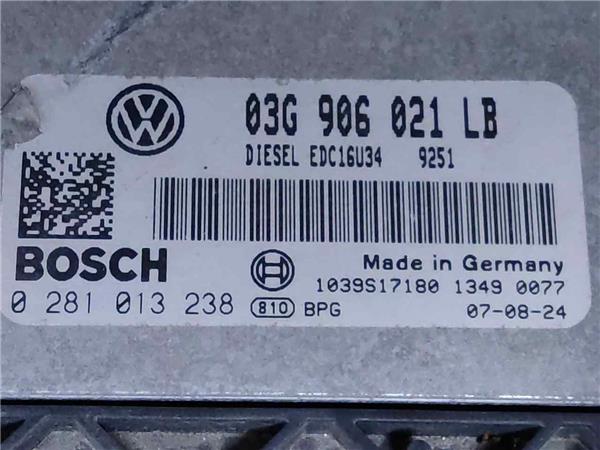 03G 906 021 LB
DIESEL EDC16U34 9251
BOSCH
Made in Germany
1039S17180 1349 0077
0 281 013 238 810 BPG 07-08-24